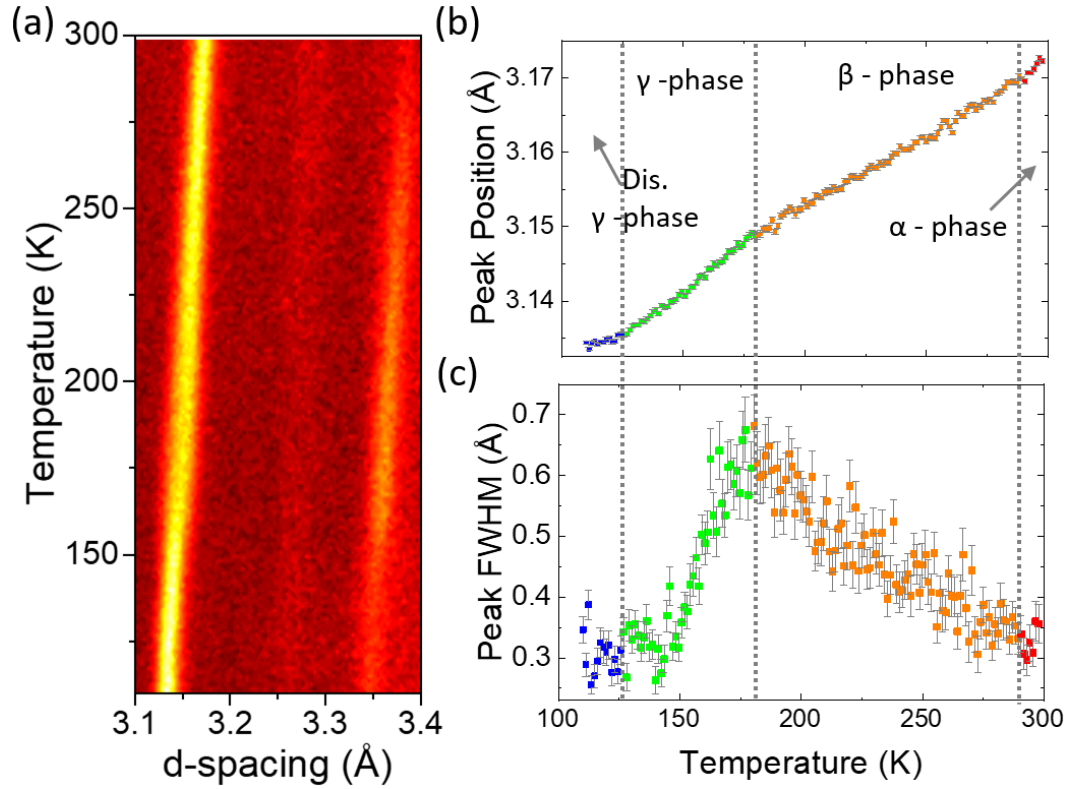 (a)
Temperature (K)
300
250
200
150
3.1 3.2 3.3 3.4
d-spacing (Å)
(b)
Peak Position (Å)
3.17
3.16
3.15
3.14
γ -phase
β - phase
Dis.
γ -phase
α - phase
(c)
Peak FWHM (Å)
0.7
0.6
0.5
0.4
0.3
100 150 200 250 300
Temperature (K)